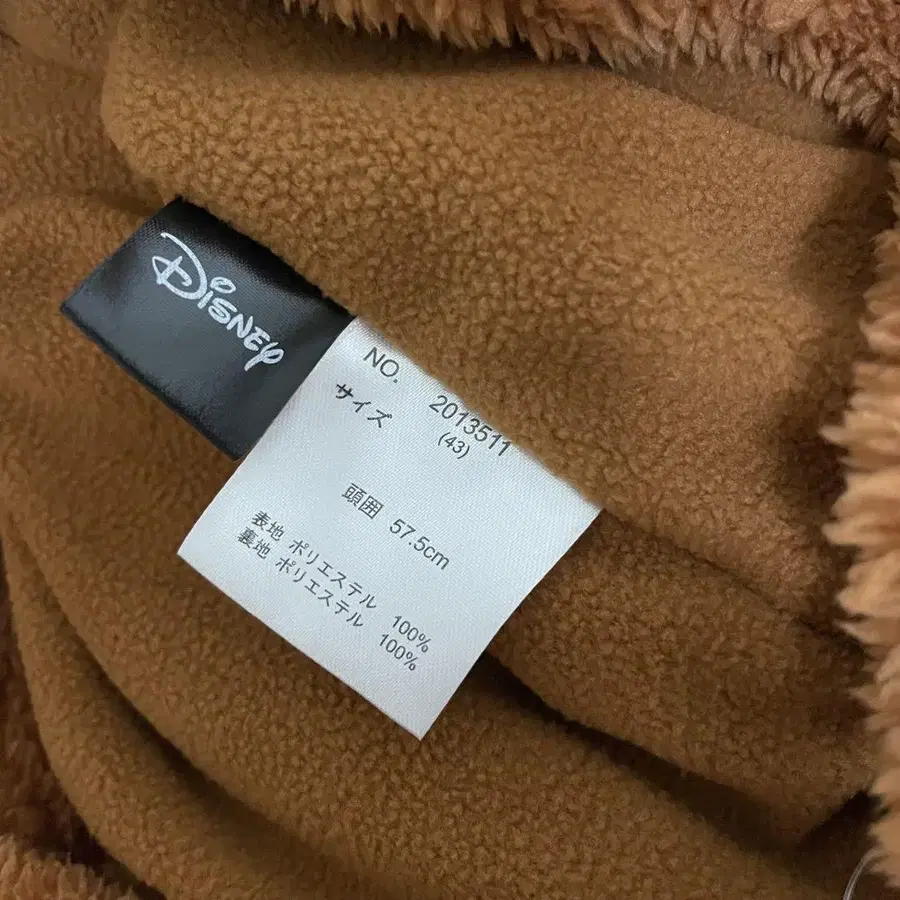 Disney
NO. 2013511
サイズ (43)
頭囲 57.5cm
表地 ポリエステル 100%
裏地 ポリエステル 100%